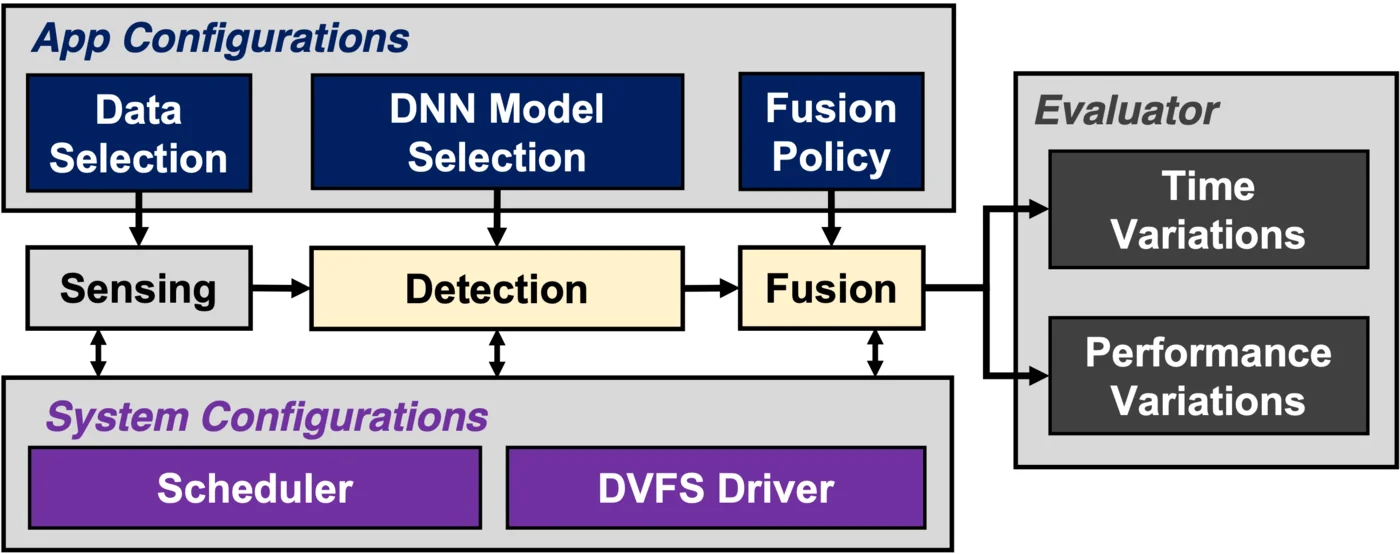 App Configurations
Data
Selection
DNN Model
Selection
Fusion
Policy
Sensing
Detection
Fusion
System Configurations
Scheduler
DVFS Driver
Evaluator
Time
Variations
Performance
Variations